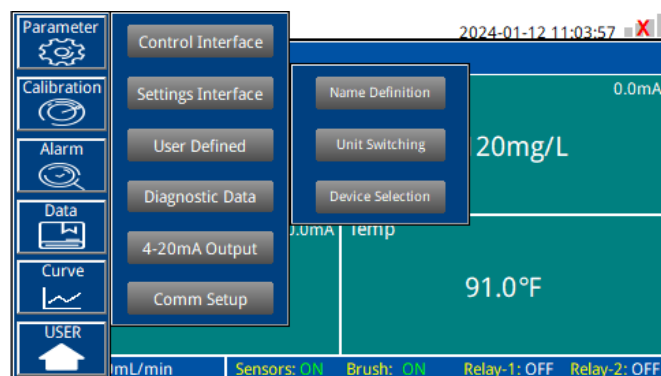 Parameter
Control Interface
2024-01-12 11:03:57
X
Calibration
Settings Interface
Name Definition
0.0mA
Alarm
User Defined
Unit Switching
20mg/L
Diagnostic Data
Device Selection
Data
4-20mA Output
0.0mA
Temp
Curve
Comm Setup
91.0°F
USER
mL/min
Sensors: ON
Brush: ON
Relay-1: OFF
Relay-2: OFF